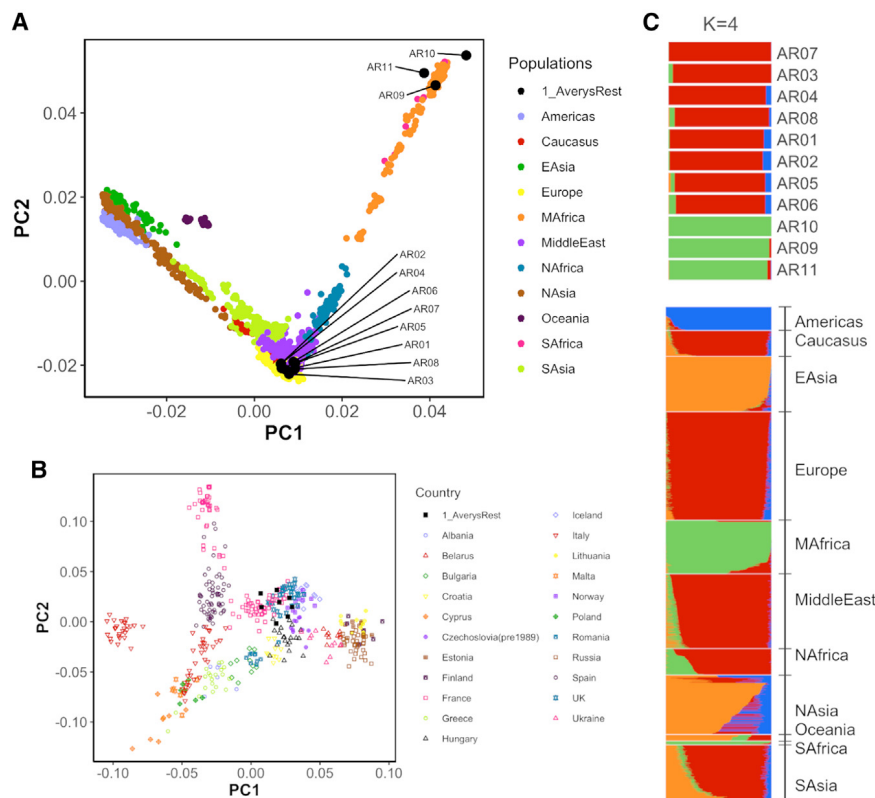 A
AR10
AR11
AR09
0.04
0.02
0.00
-0.02
PC2
AR02
AR04
AR06
AR07
AR05
AR01
AR08
AR03
-0.02
0.00
0.02
0.04
PC1
Populations
1_AverysRest
Americas
Caucasus
EAsia
Europe
MAfrica
MiddleEast
NAfrica
NAsia
Oceania
SAfrica
SAsia
B
0.10
0.05
0.00
-0.05
-0.10
PC2
-0.10
-0.05
0.00
0.05
0.10
PC1
Country
1_AverysRest
Albania
Belarus
Bulgaria
Croatia
Cyprus
Czechoslovia(pre1989)
Estonia
Finland
France
Greece
Hungary
Iceland
Italy
Lithuania
Malta
Norway
Poland
Romania
Russia
Spain
UK
Ukraine
C
K=4
AR07
AR03
AR04
AR08
AR01
AR02
AR05
AR06
AR10
AR09
AR11
Americas
Caucasus
EAsia
Europe
MAfrica
MiddleEast
NAfrica
NAsia
Oceania
SAfrica
SAsia